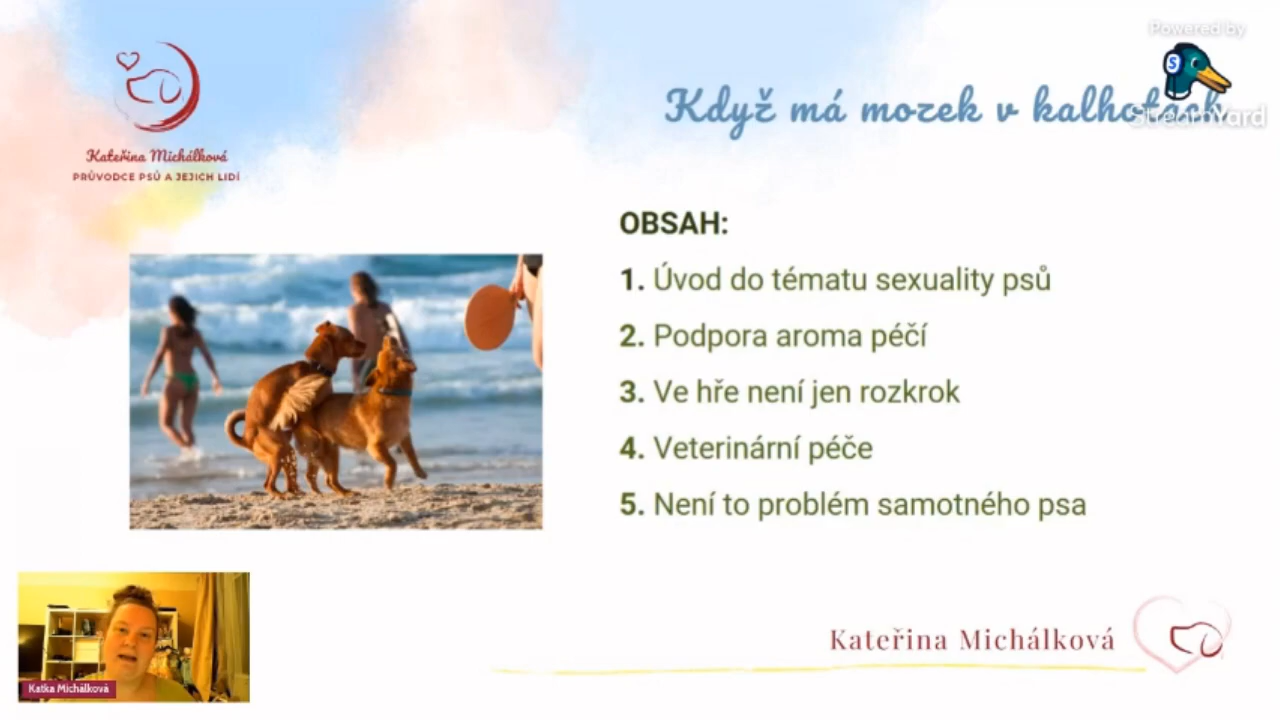 Powered by
StreamYard
Když má mozek v kalhotách
Kateřina Michálková
PRŮVODCE PSŮ A JEJICH LIDÍ
OBSAH:
1. Úvod do tématu sexuality psů
2. Podpora aroma péčí
3. Ve hře není jen rozkrok
4. Veterinární péče
5. Není to problém samotného psa
Kateřina Michálková
Katka Michálková